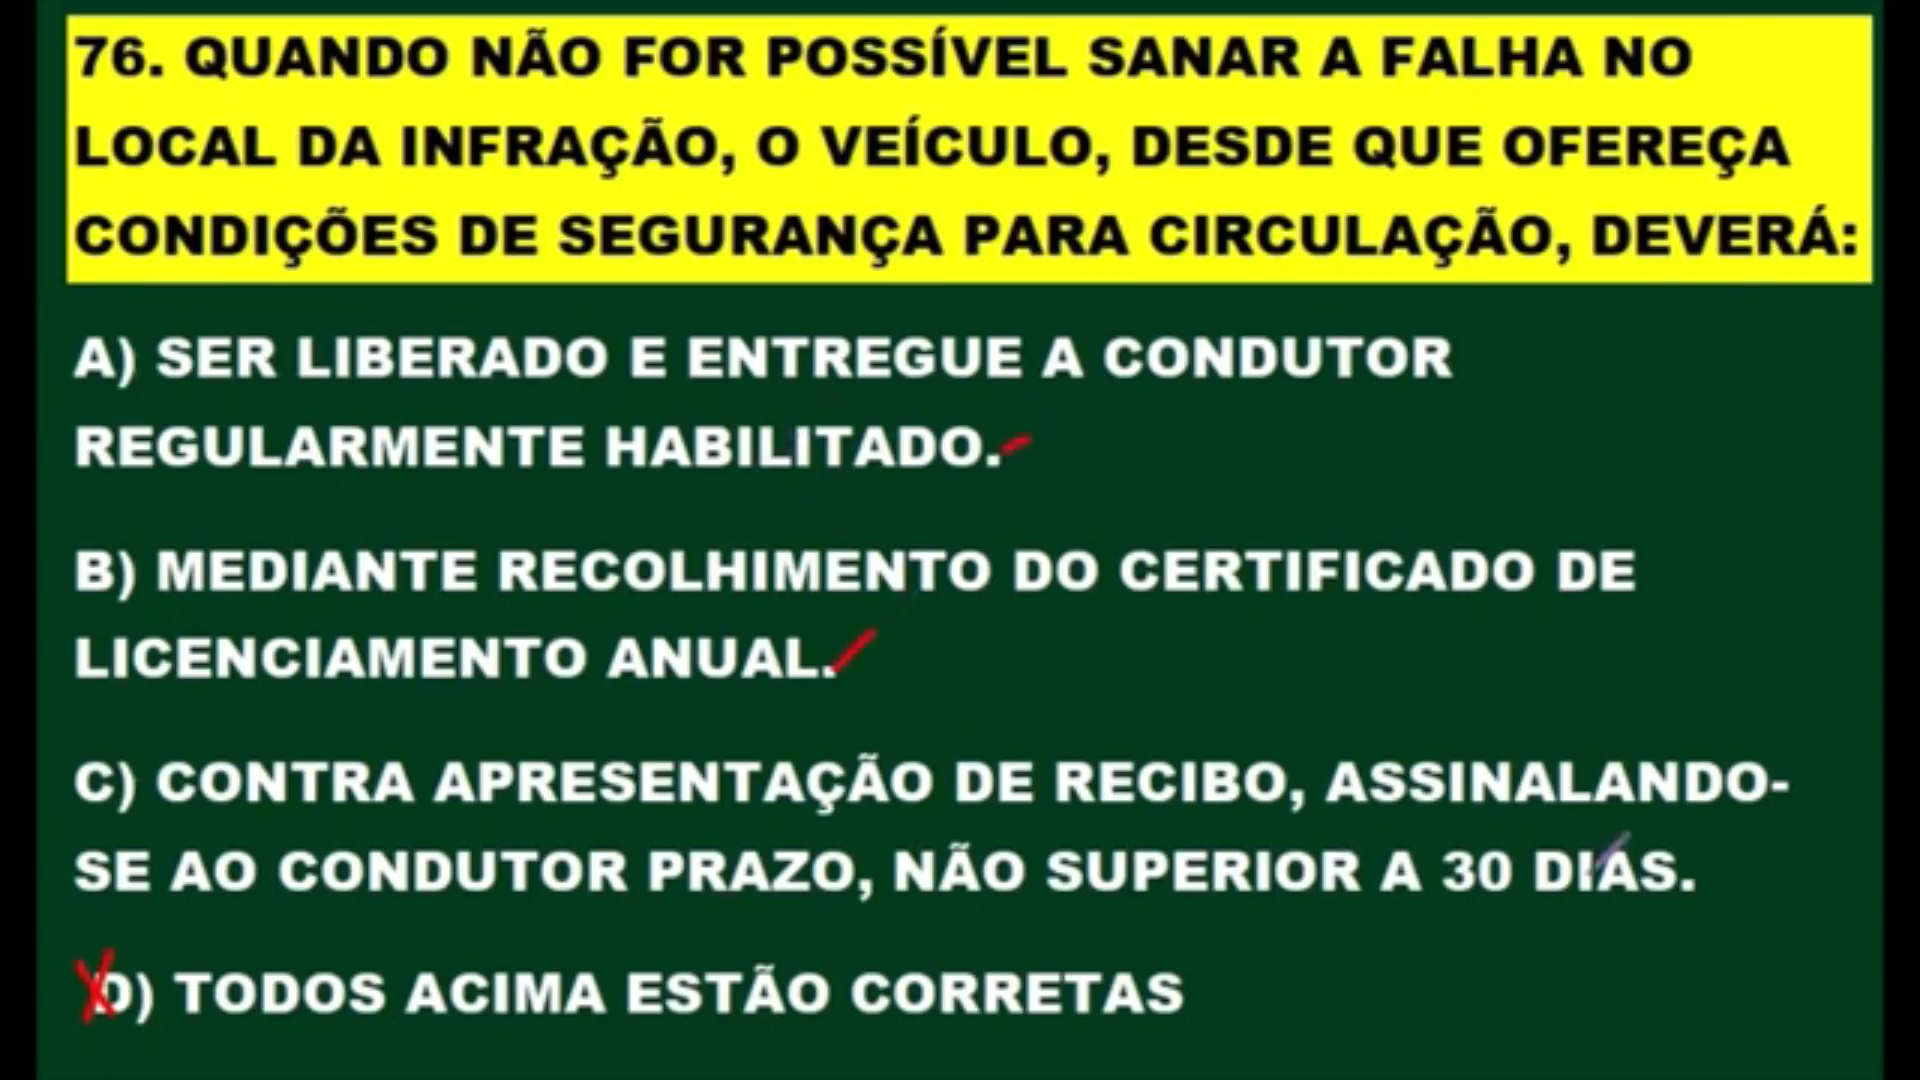 76. QUANDO NÃO FOR POSSÍVEL SANAR A FALHA NO
LOCAL DA INFRAÇÃO, O VEÍCULO, DESDE QUE OFEREÇA
CONDIÇÕES DE SEGURANÇA PARA CIRCULAÇÃO, DEVERÁ:
A) SER LIBERADO E ENTREGUE A CONDUTOR
REGULARMENTE HABILITADO.
B) MEDIANTE RECOLHIMENTO DO CERTIFICADO DE
LICENCIAMENTO ANUAL.
C) CONTRA APRESENTAÇÃO DE RECIBO, ASSINALANDO-
SE AO CONDUTOR PRAZO, NÃO SUPERIOR A 30 DIAS.
D) TODOS ACIMA ESTÃO CORRETAS